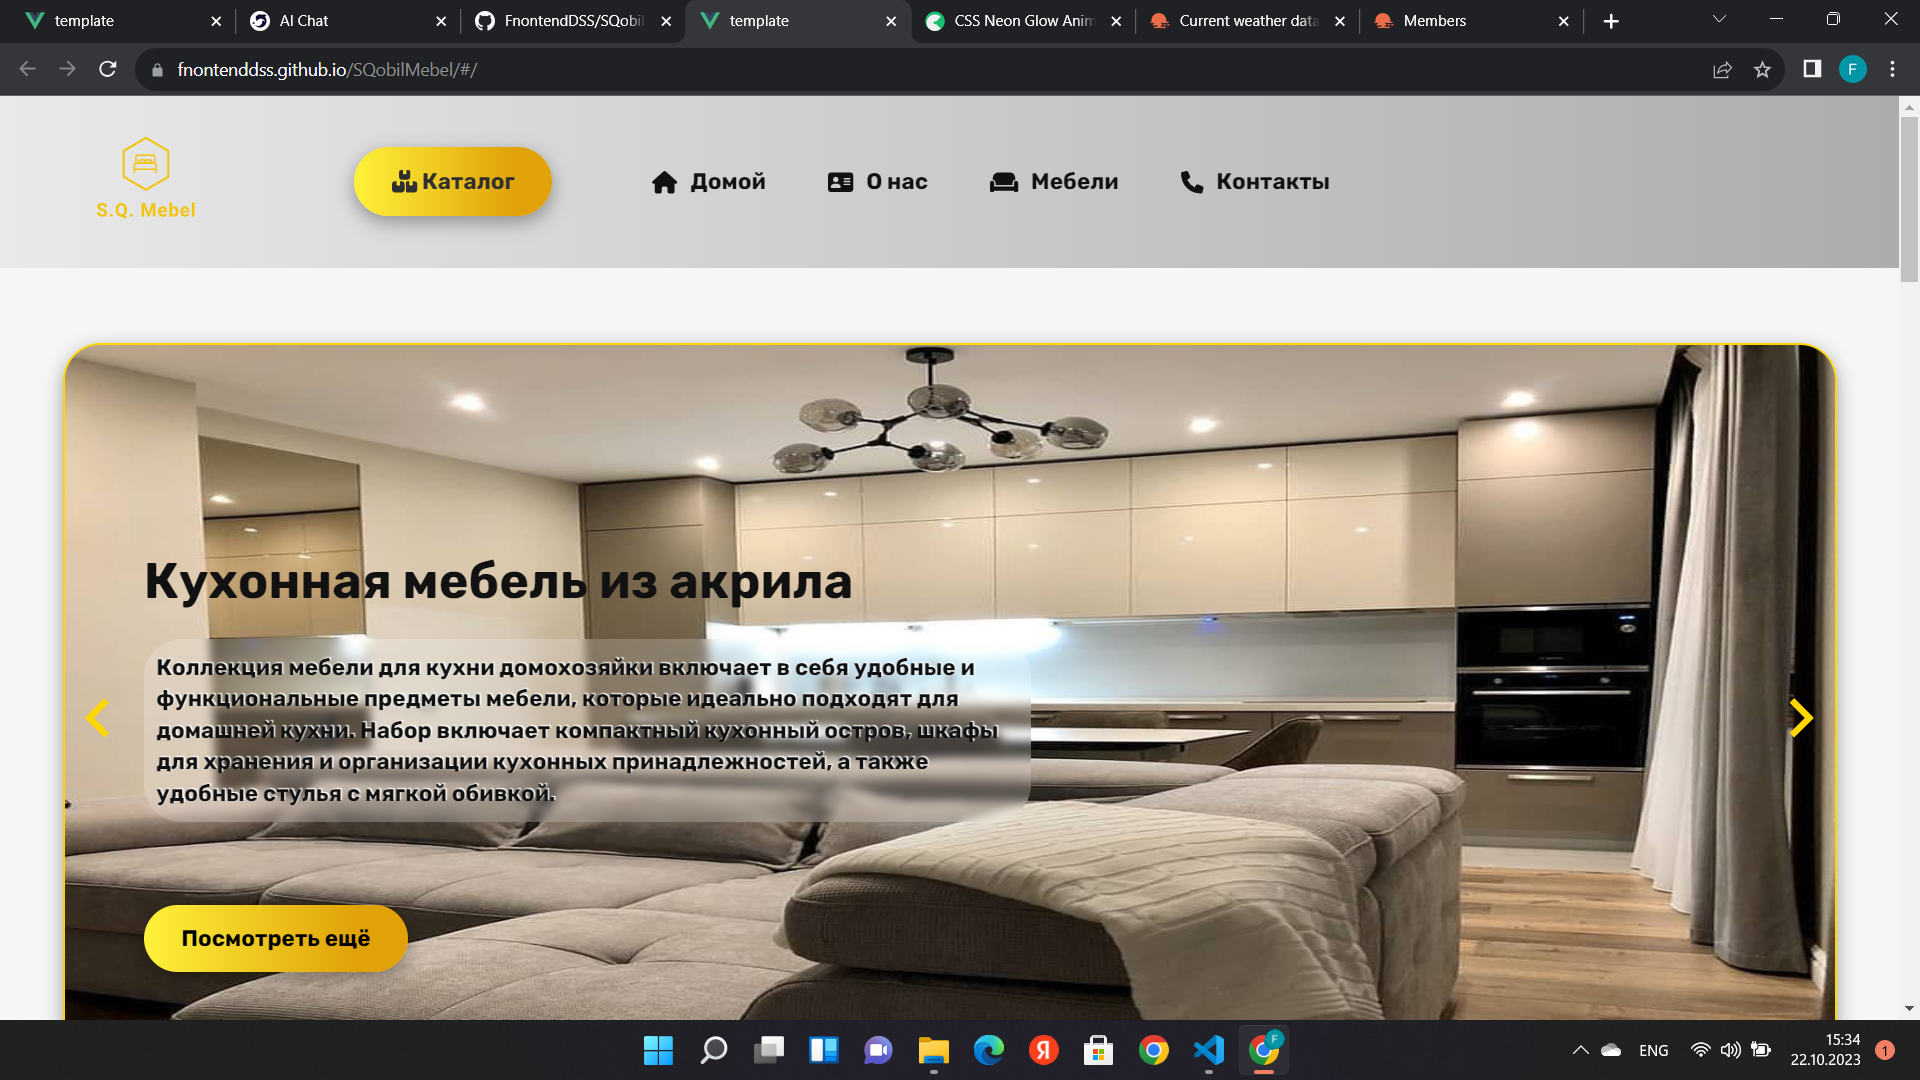 template
AI Chat
FnontendDSS/SQobil
template
CSS Neon Glow Anim
Current weather data
Members
fnontenddss.github.io/SQobilMebel/#/
S.Q. Mebel
Каталог
Домой
О нас
Мебели
Контакты
Кухонная мебель из акрила
Коллекция мебели для кухни домохозяйки включает в себя удобные и
функциональные предметы мебели, которые идеально подходят для
домашней кухни. Набор включает компактный кухонный остров, шкафы
для хранения и организации кухонных принадлежностей, а также
удобные стулья с мягкой обивкой.
Посмотреть ещё
ENG
15:34
22.10.2023
1
F
F
Я